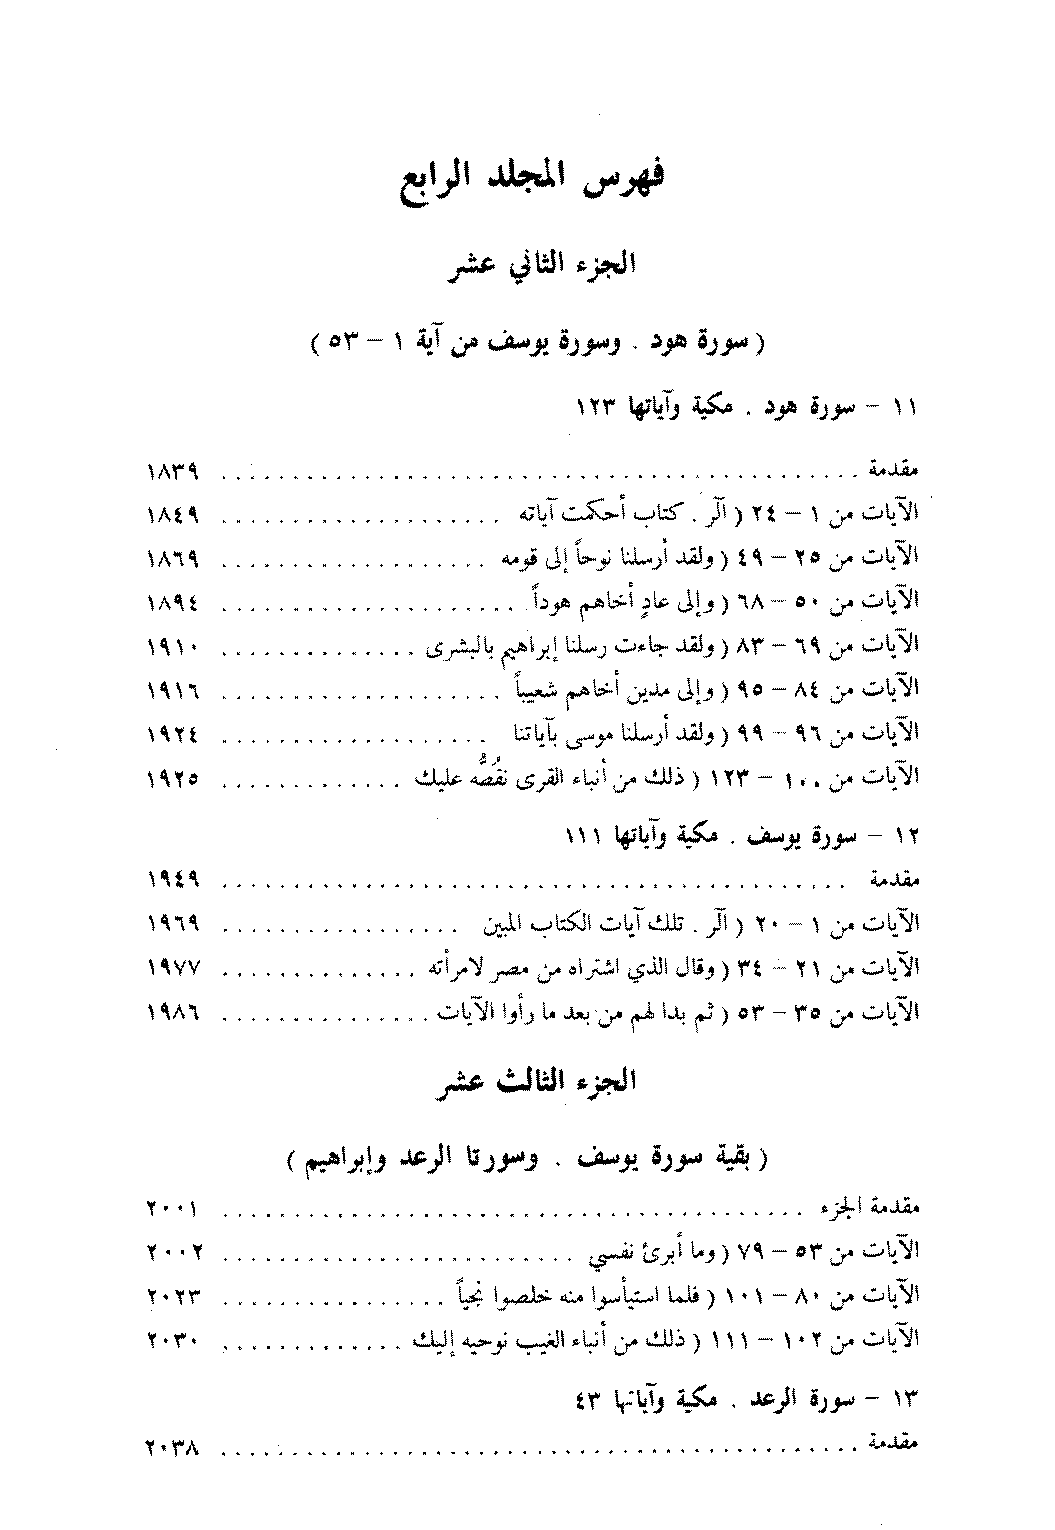 فهرس المجلد الرابع
الجزء الثاني عشر
( سورة هود . وسورة يوسف من آية ١ – ٥٣ )
١١ – سورة هود . مكية وآياتها ١٢٣
مقدمة ............................................. ١٨٣٩
الآيات من ١ – ٢٤ ( الٓر . كتاب أحكمت آياته .................... ١٨٤٩
الآيات من ٢٥ – ٤٩ ( ولقد أرسلنا نوحاً إلى قومه ................... ١٨٦٩
الآيات من ٥٠ – ٦٨ ( وإلى عادٍ أخاهم هوداً ..................... ١٨٩٤
الآيات من ٦٩ – ٨٣ ( ولقد جاءت رسلنا إبراهيم بالبشرى .............. ١٩١٠
الآيات من ٨٤ – ٩٥ ( وإلى مدين أخاهم شعيباً .................... ١٩١٦
الآيات من ٩٦ – ٩٩ ( ولقد أرسلنا موسى بآياتنا ................... ١٩٢٤
الآيات من ١٠٠ – ١٢٣ ( ذلك من أنباء القرى نقُصُّه عليك ............. ١٩٢٥
١٢ – سورة يوسف . مكية وآياتها ١١١
مقدمة ............................................ ١٩٤٩
الآيات من ١ – ٢٠ ( الٓر . تلك آيات الكتاب المبين ................. ١٩٦٩
الآيات من ٢١ – ٣٤ ( وقال الذي اشتراه من مصر لامرأته .............. ١٩٧٧
الآيات من ٣٥ – ٥٣ ( ثم بدا لهم من بعد ما رأوا الآيات ............... ١٩٨٦
الجزء الثالث عشر
( بقية سورة يوسف . وسورتا الرعد وإبراهيم )
مقدمة الجزء ......................................... ٢٠٠١
الآيات من ٥٣ – ٧٩ ( وما أبرئ نفسي ......................... ٢٠٠٢
الآيات من ٨٠ – ١٠١ ( فلما استيأسوا منه خلصوا نجياً ................ ٢٠٢٣
الآيات من ١٠٢ – ١١١ ( ذلك من أنباء الغيب نوحيه إليك ............. ٢٠٣٠
١٣ – سورة الرعد . مكية وآياتها ٤٣
مقدمة ............................................. ٢٠٣٨